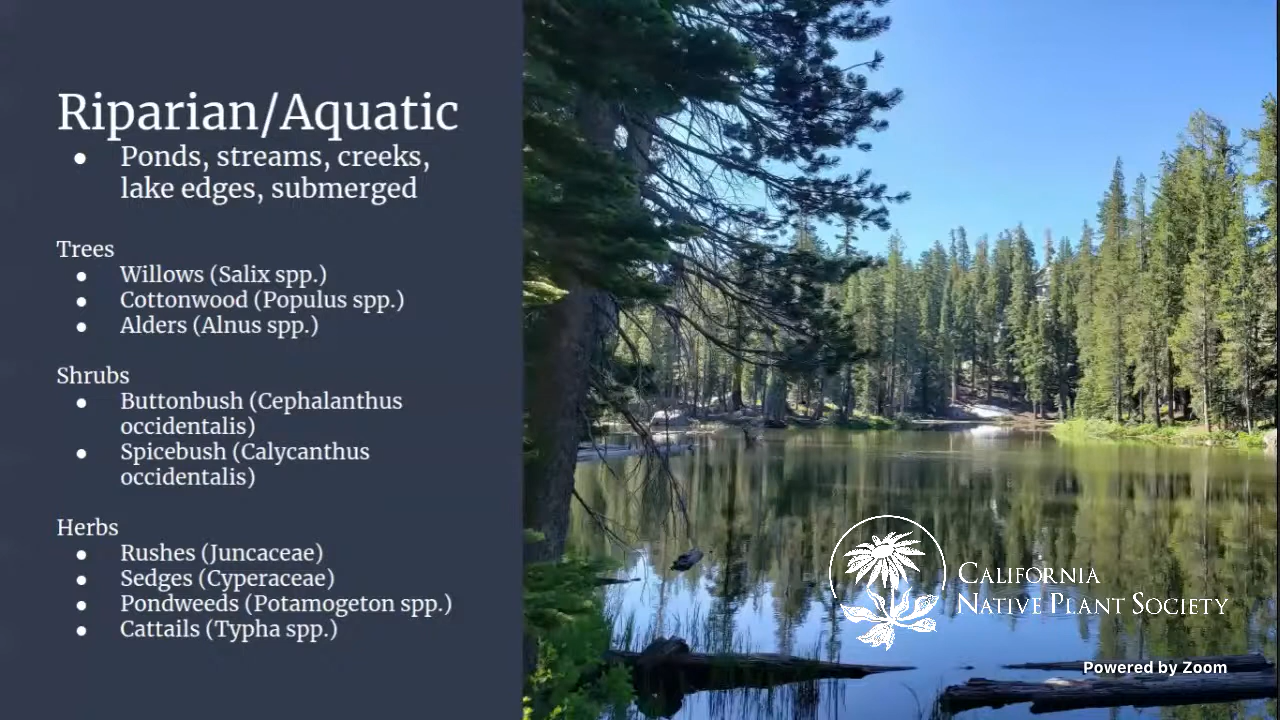 Riparian/Aquatic
● Ponds, streams, creeks,
lake edges, submerged
Trees
● Willows (Salix spp.)
● Cottonwood (Populus spp.)
● Alders (Alnus spp.)
Shrubs
● Buttonbush (Cephalanthus
occidentalis)
● Spicebush (Calycanthus
occidentalis)
Herbs
● Rushes (Juncaceae)
● Sedges (Cyperaceae)
● Pondweeds (Potamogeton spp.)
● Cattails (Typha spp.)
California
Native Plant Society
Powered by Zoom